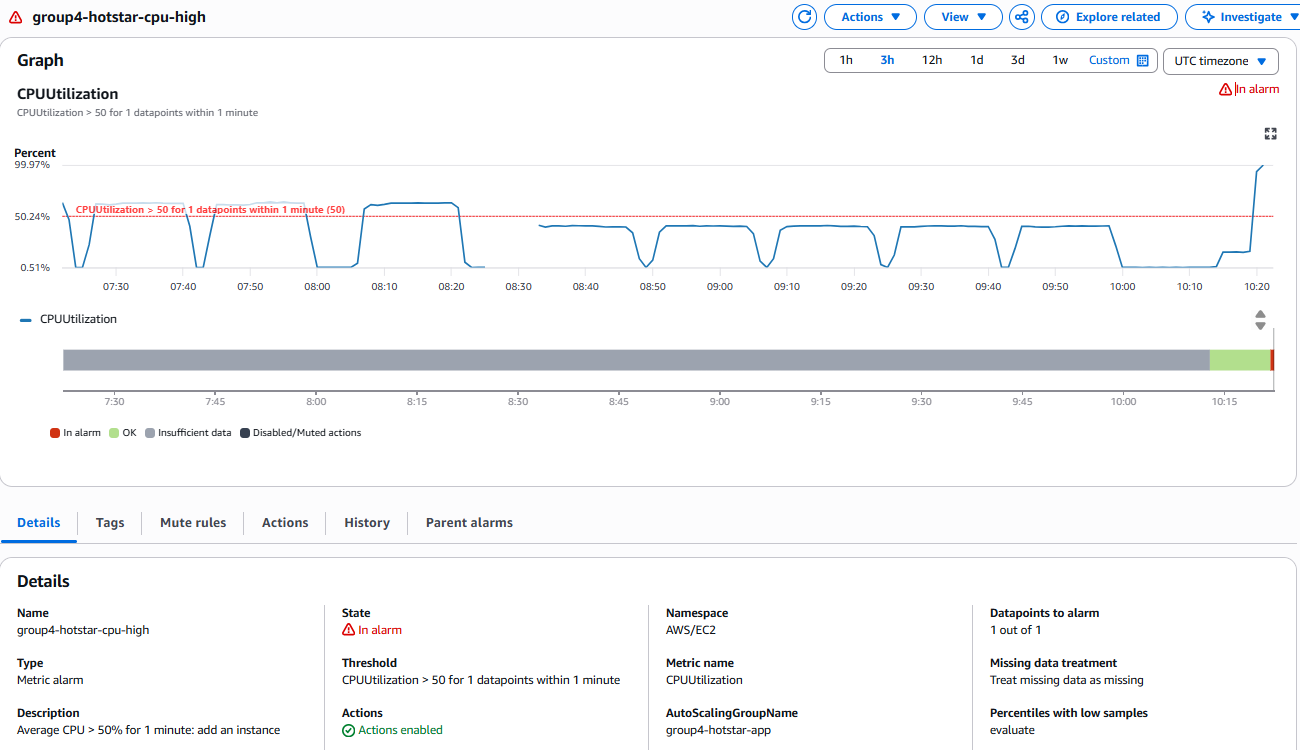 group4-hotstar-cpu-high
Actions
View
Explore related
Investigate
Graph
1h 3h 12h 1d 3d 1w Custom
UTC timezone
CPUUtilization
In alarm
CPUUtilization > 50 for 1 datapoints within 1 minute
Percent
99.97%
CPUUtilization > 50 for 1 datapoints within 1 minute (50)
50.24%
0.51%
07:30 07:40 07:50 08:00 08:10 08:20 08:30 08:40 08:50 09:00 09:10 09:20 09:30 09:40 09:50 10:00 10:10 10:20
CPUUtilization
7:30 7:45 8:00 8:15 8:30 8:45 9:00 9:15 9:30 9:45 10:00 10:15
In alarm OK Insufficient data Disabled/Muted actions
Details Tags Mute rules Actions History Parent alarms
Details
Name State Namespace Datapoints to alarm
group4-hotstar-cpu-high In alarm AWS/EC2 1 out of 1
Type Threshold Metric name Missing data treatment
Metric alarm CPUUtilization > 50 for 1 datapoints within 1 minute CPUUtilization Treat missing data as missing
Description Actions AutoScalingGroupName Percentiles with low samples
Average CPU > 50% for 1 minute: add an instance Actions enabled group4-hotstar-app evaluate